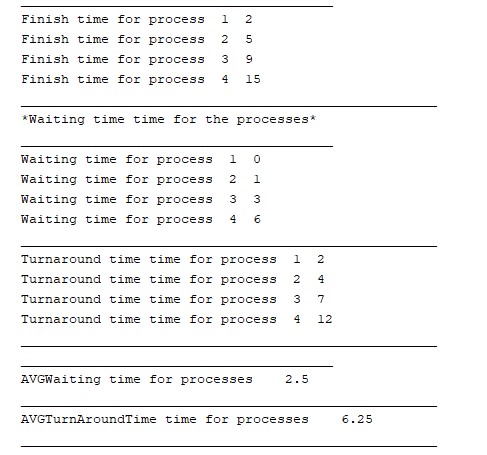 Finish time for process 1 2
Finish time for process 2 5
Finish time for process 3 9
Finish time for process 4 15
*Waiting time time for the processes*
Waiting time for process 1 0
Waiting time for process 2 1
Waiting time for process 3 3
Waiting time for process 4 6
Turnaround time time for process 1 2
Turnaround time time for process 2 4
Turnaround time time for process 3 7
Turnaround time time for process 4 12
AVGWaiting time for processes 2.5
AVGTurnAroundTime time for processes 6.25